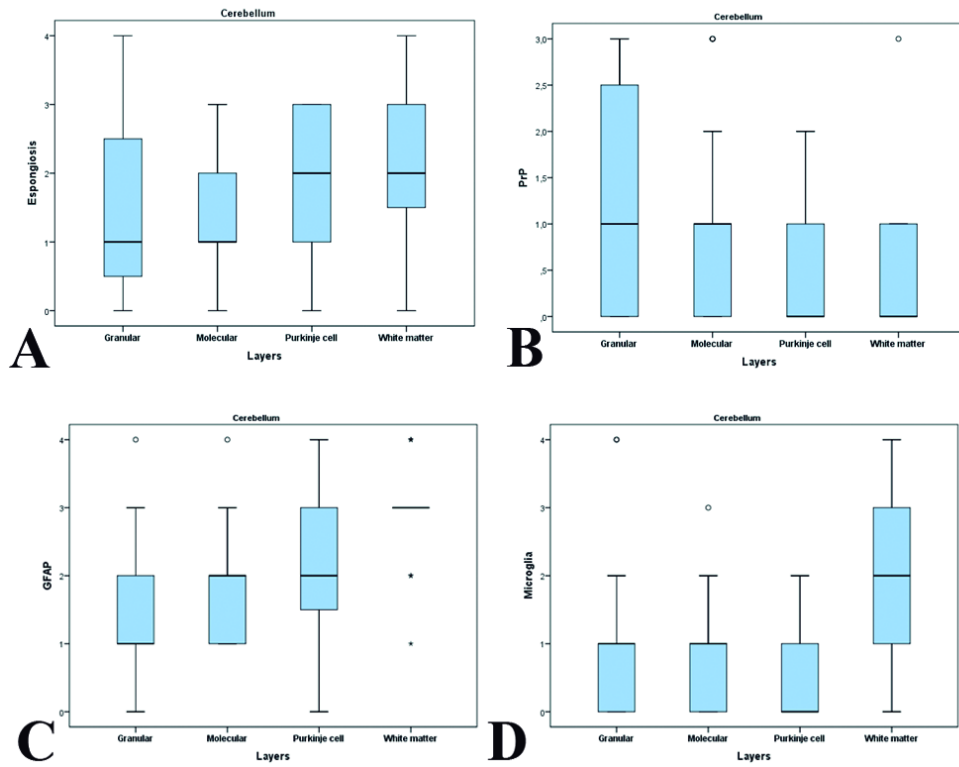 Cerebellum
4
3
2
1
0
Espongiosis
Granular
Molecular
Purkinje cell
White matter
Layers
A
Cerebellum
3,0
2,5
2,0
1,5
1,0
,5
,0
PrP
Granular
Molecular
Purkinje cell
White matter
Layers
B
Cerebellum
4
3
2
1
0
GFAP
Granular
Molecular
Purkinje cell
White matter
Layers
C
Cerebellum
4
3
2
1
0
Microglia
Granular
Molecular
Purkinje cell
White matter
Layers
D